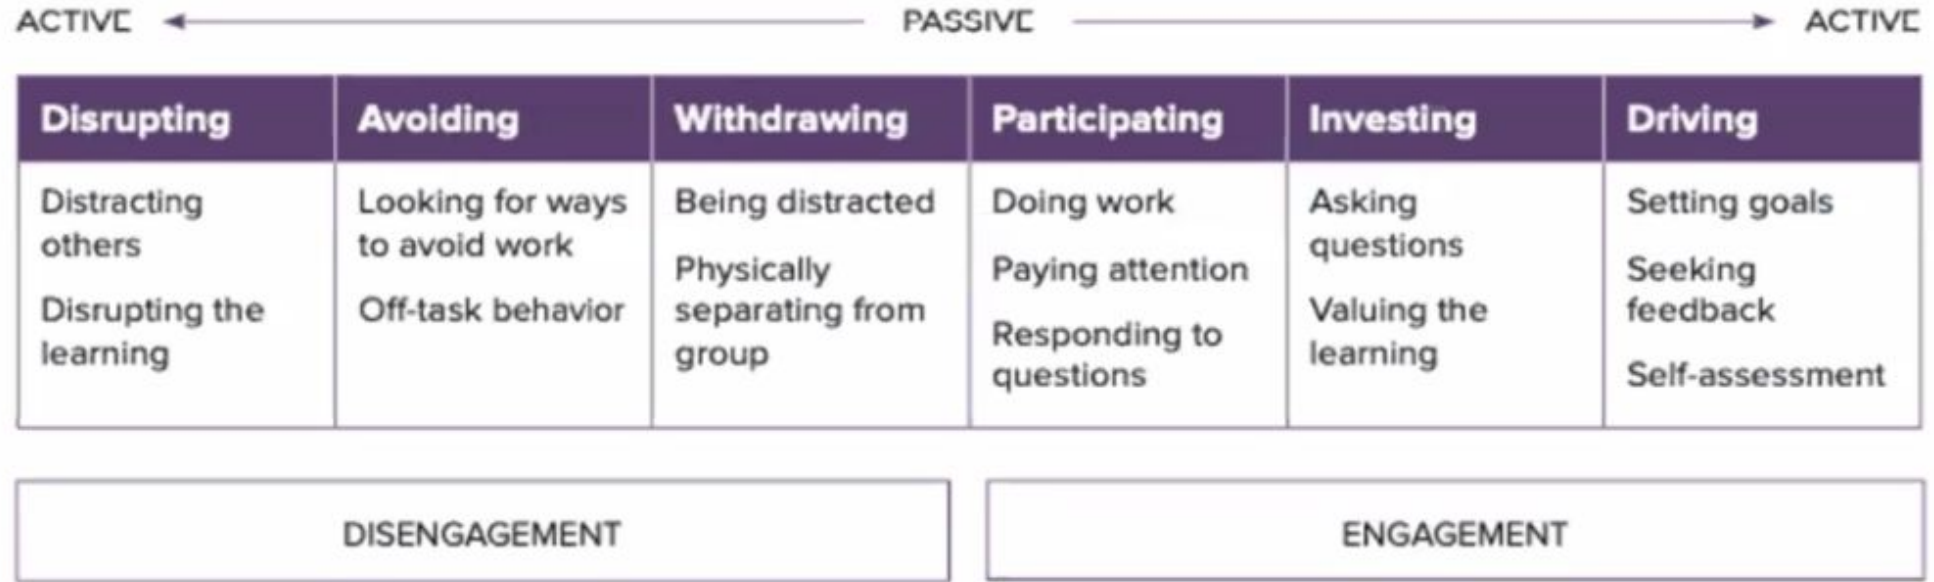 ACTIVE PASSIVE ACTIVE
Disrupting
Distracting
others
Disrupting the
learning
Avoiding
Looking for ways
to avoid work
Off-task behavior
Withdrawing
Being distracted
Physically
separating from
group
Participating
Doing work
Paying attention
Responding to
questions
Investing
Asking
questions
Valuing the
learning
Driving
Setting goals
Seeking
feedback
Self-assessment
DISENGAGEMENT
ENGAGEMENT